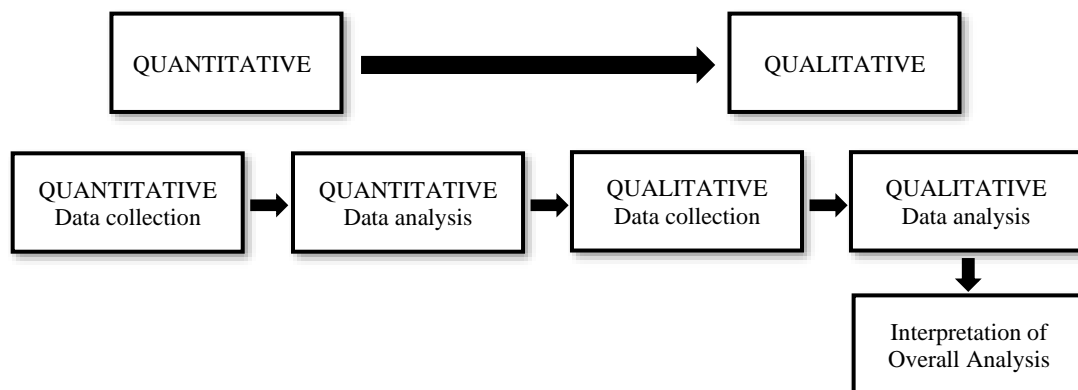 QUANTITATIVE
QUALITATIVE
QUANTITATIVE
Data collection
QUANTITATIVE
Data analysis
QUALITATIVE
Data collection
QUALITATIVE
Data analysis
Interpretation of
Overall Analysis